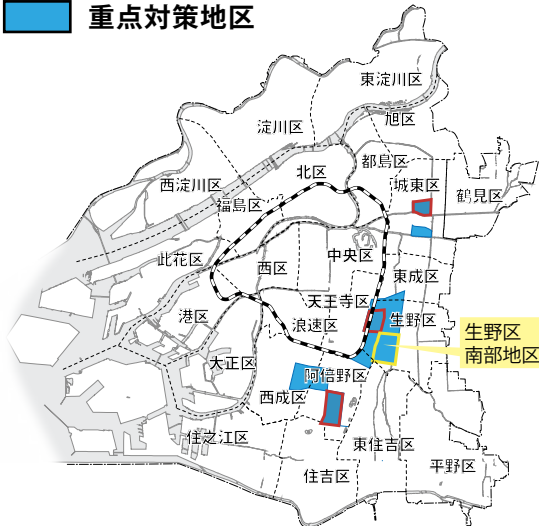 重点対策地区
東淀川区
旭区
淀川区
都島区
北区
城東区
西淀川区
鶴見区
福島区
中央区
此花区
西区
東成区
天王寺区
港区
浪速区
生野区
生野区
南部地区
大正区
阿倍野区
西成区
住之江区
東住吉区
平野区
住吉区